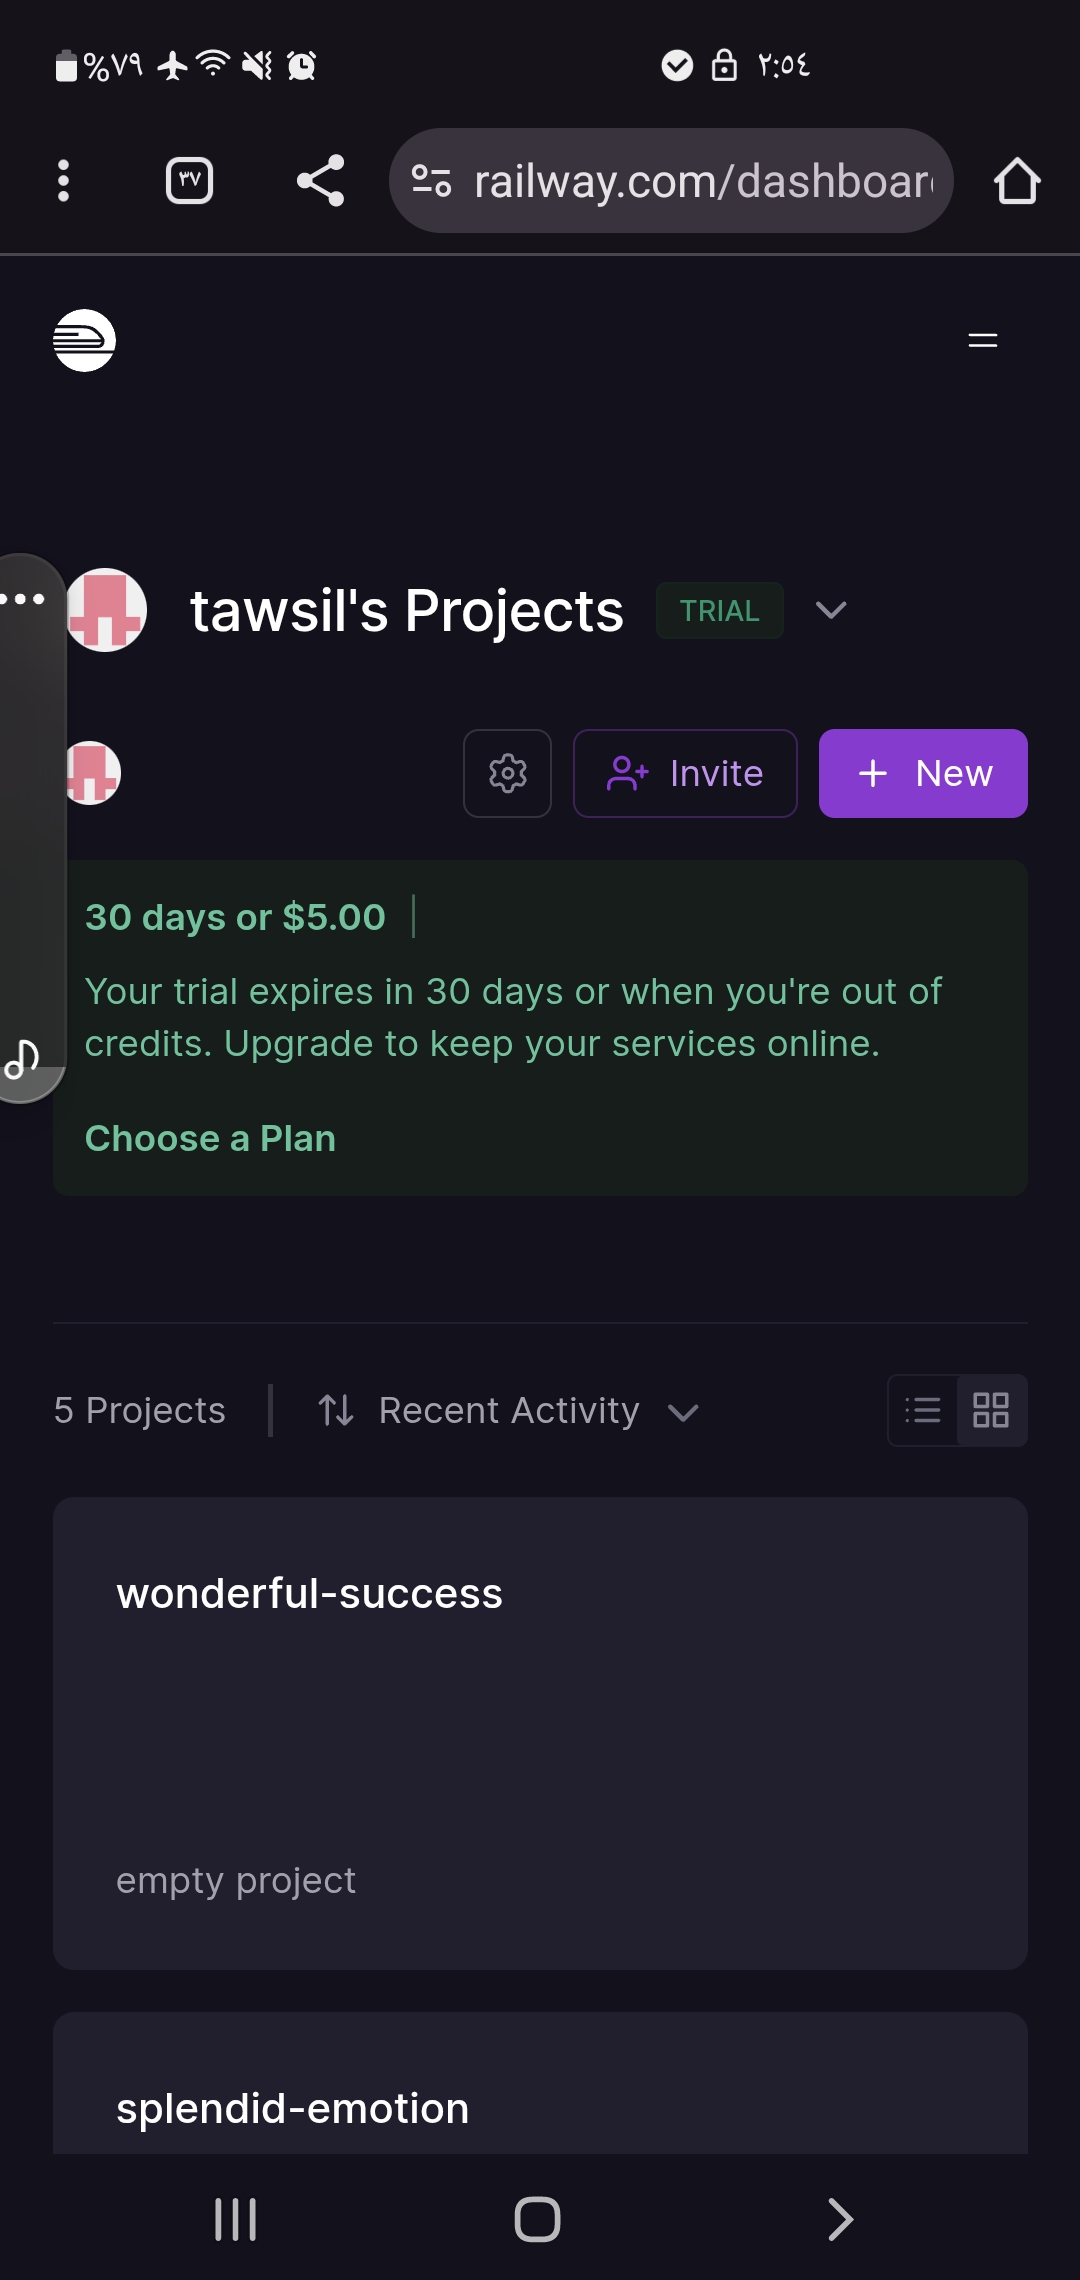 %٧٩
٢:٥٤
٣٧
railway.com/dashboar
tawsil's Projects
TRIAL
Invite
New
30 days or $5.00
Your trial expires in 30 days or when you're out of
credits. Upgrade to keep your services online.
Choose a Plan
5 Projects
Recent Activity
wonderful-success
empty project
splendid-emotion